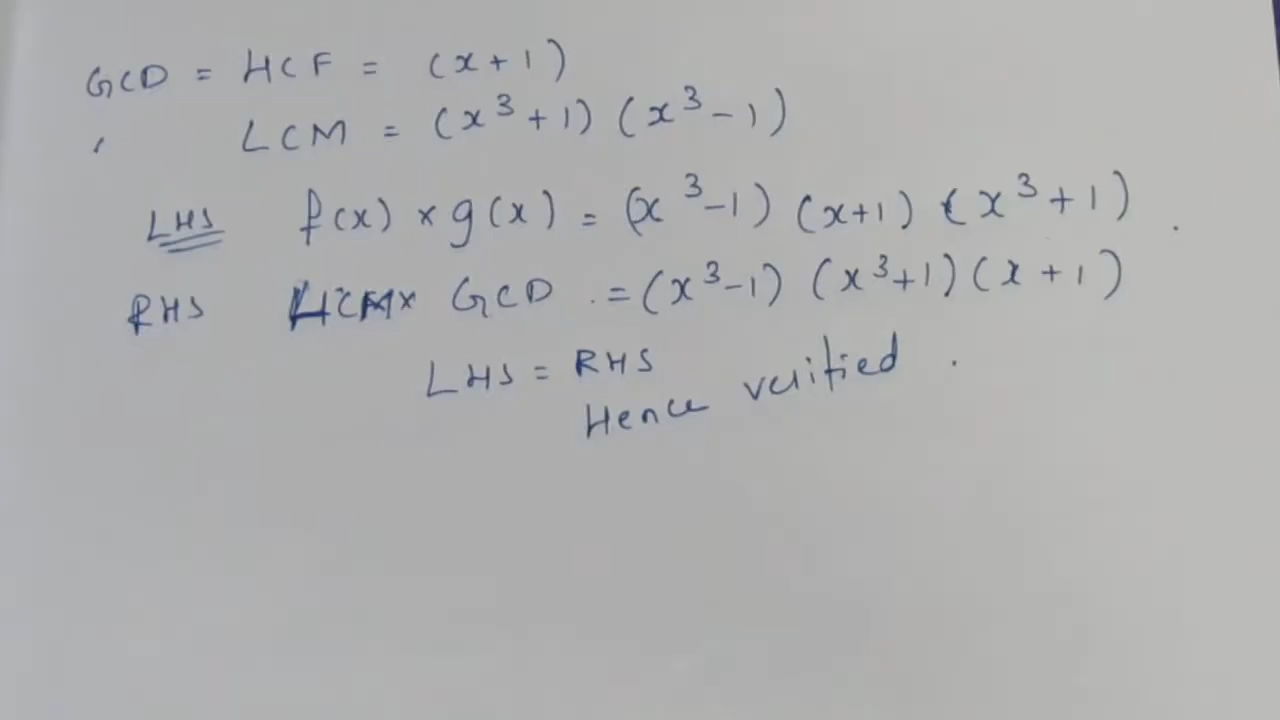 GCD = HCF = (x+1)
, LCM = (x³+1) (x³-1)
LHS f(x) × g(x) = (x³-1) (x+1) (x³+1)
RHS LCM× GCD . = (x³-1) (x³+1) (x+1)
LHS = RHS
Hence verified .